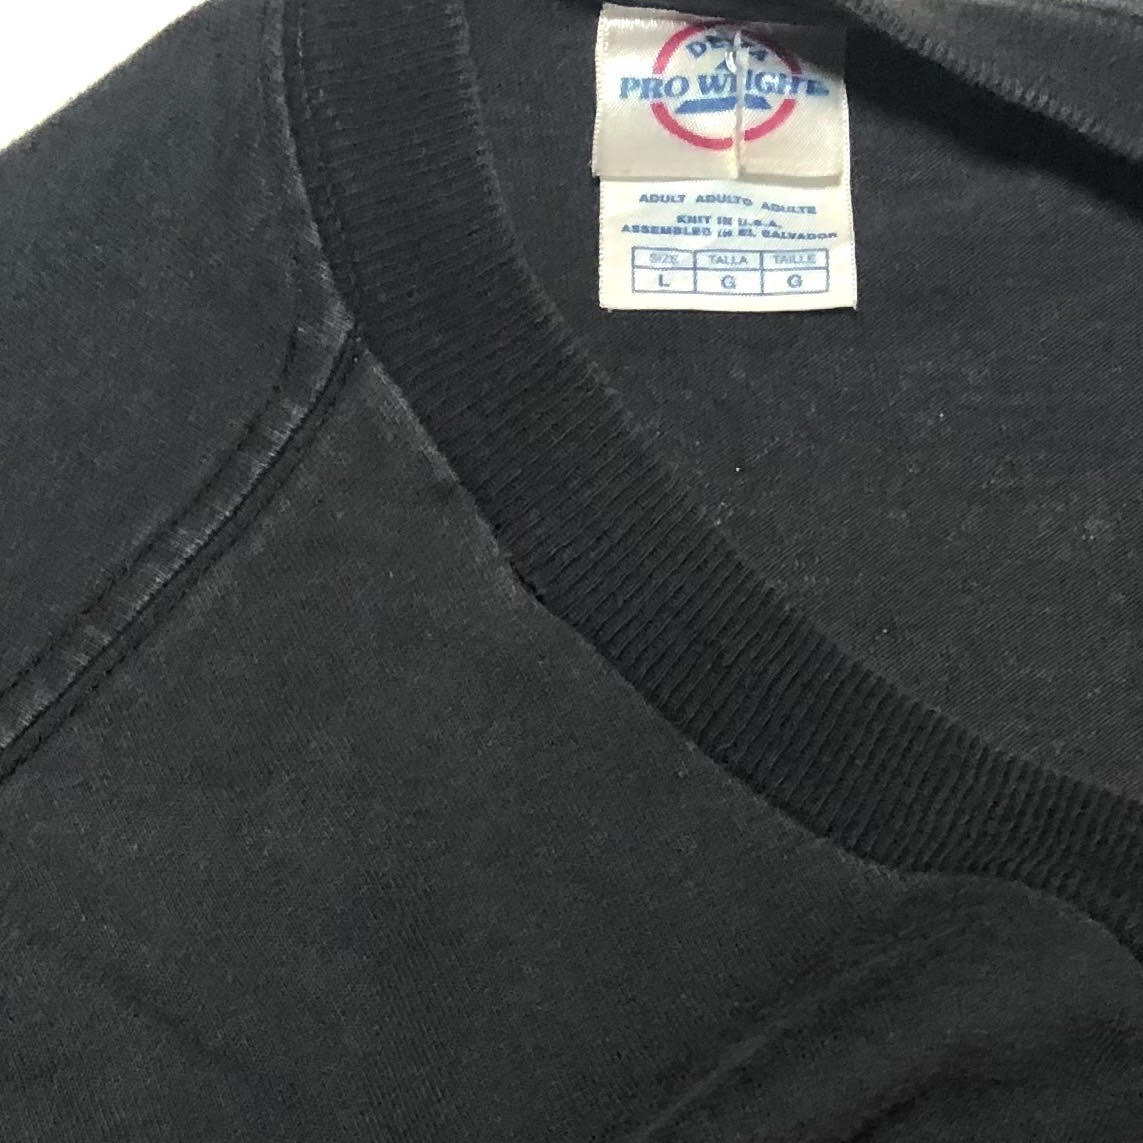 DELTA
PRO WEIGHT
ADULT ADULTO ADULTE
KNIT IN U.S.A.
ASSEMBLED IN EL SALVADOR
SIZE TALLA TAILLE
L G G